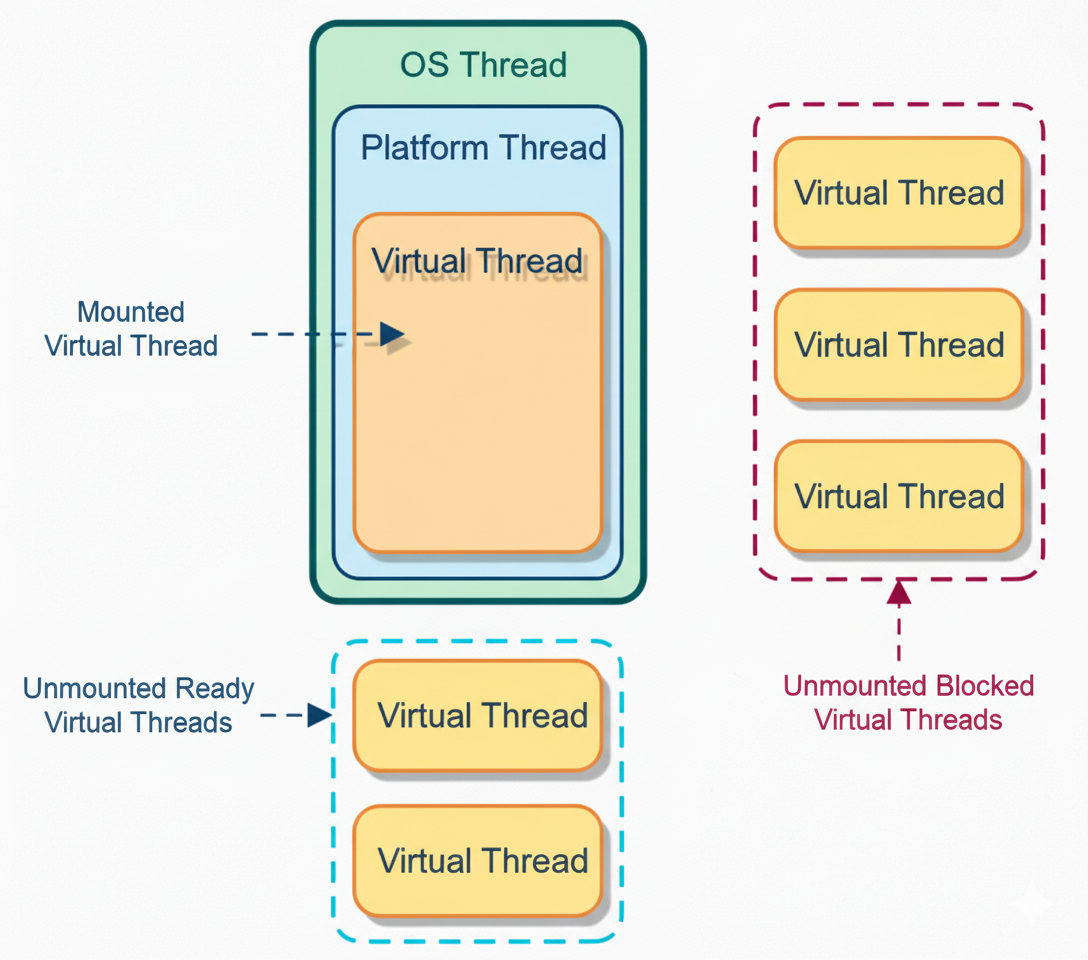 OS Thread
Platform Thread
Virtual Thread
Mounted
Virtual Thread
Virtual Thread
Virtual Thread
Virtual Thread
Unmounted Blocked
Virtual Threads
Unmounted Ready
Virtual Threads
Virtual Thread
Virtual Thread